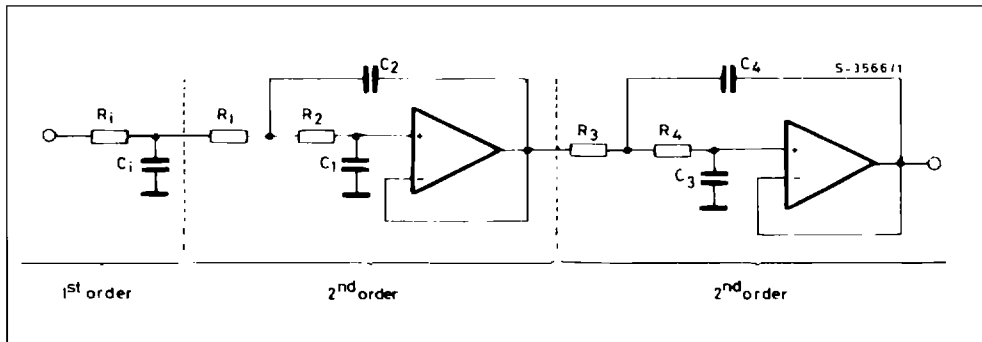 C2
C4
S-3566/1
Ri
R1
R2
R3
R4
+
+
Ci
C1
C3
-
-
1st order
2nd order
2nd order